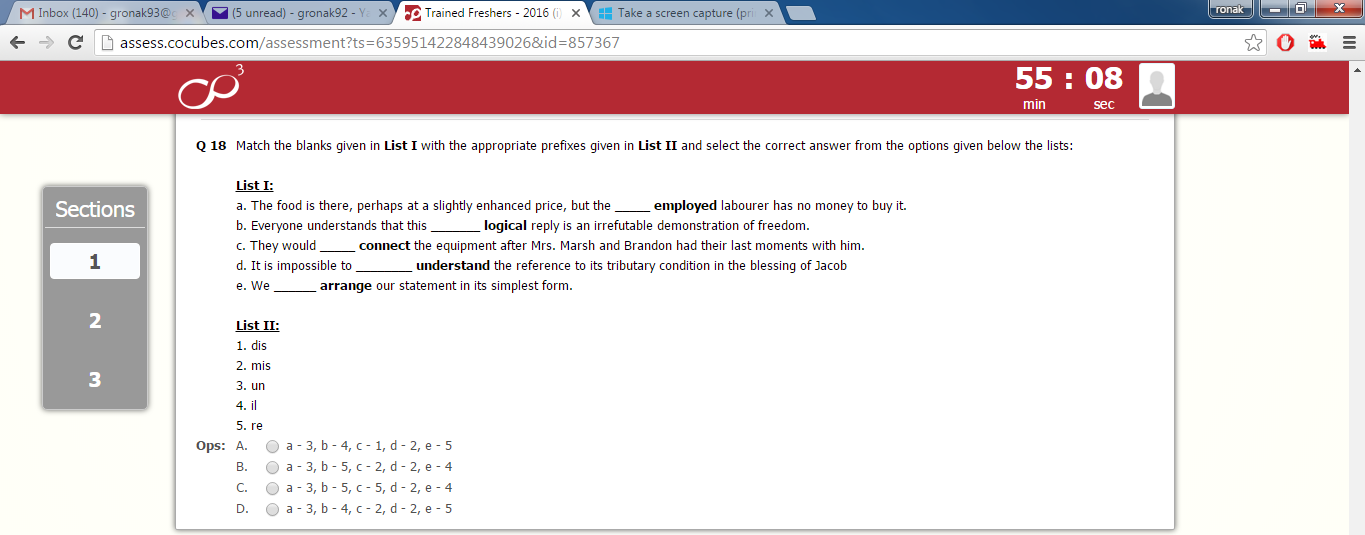 Inbox (140) - gronak93@g
(5 unread) - gronak92 - Ya
Trained Freshers - 2016 (i)
Take a screen capture (pri
ronak
assess.cocubes.com/assessment?ts=635951422848439026&id=857367
3
55 : 08
min sec
Q 18 Match the blanks given in List I with the appropriate prefixes given in List II and select the correct answer from the options given below the lists:
Sections
1
2
3
List I:
a. The food is there, perhaps at a slightly enhanced price, but the _____ employed labourer has no money to buy it.
b. Everyone understands that this _______ logical reply is an irrefutable demonstration of freedom.
c. They would _____ connect the equipment after Mrs. Marsh and Brandon had their last moments with him.
d. It is impossible to ________ understand the reference to its tributary condition in the blessing of Jacob
e. We ______ arrange our statement in its simplest form.
List II:
1. dis
2. mis
3. un
4. il
5. re
Ops: A. a - 3, b - 4, c - 1, d - 2, e - 5
B. a - 3, b - 5, c - 2, d - 2, e - 4
C. a - 3, b - 5, c - 5, d - 2, e - 4
D. a - 3, b - 4, c - 2, d - 2, e - 5